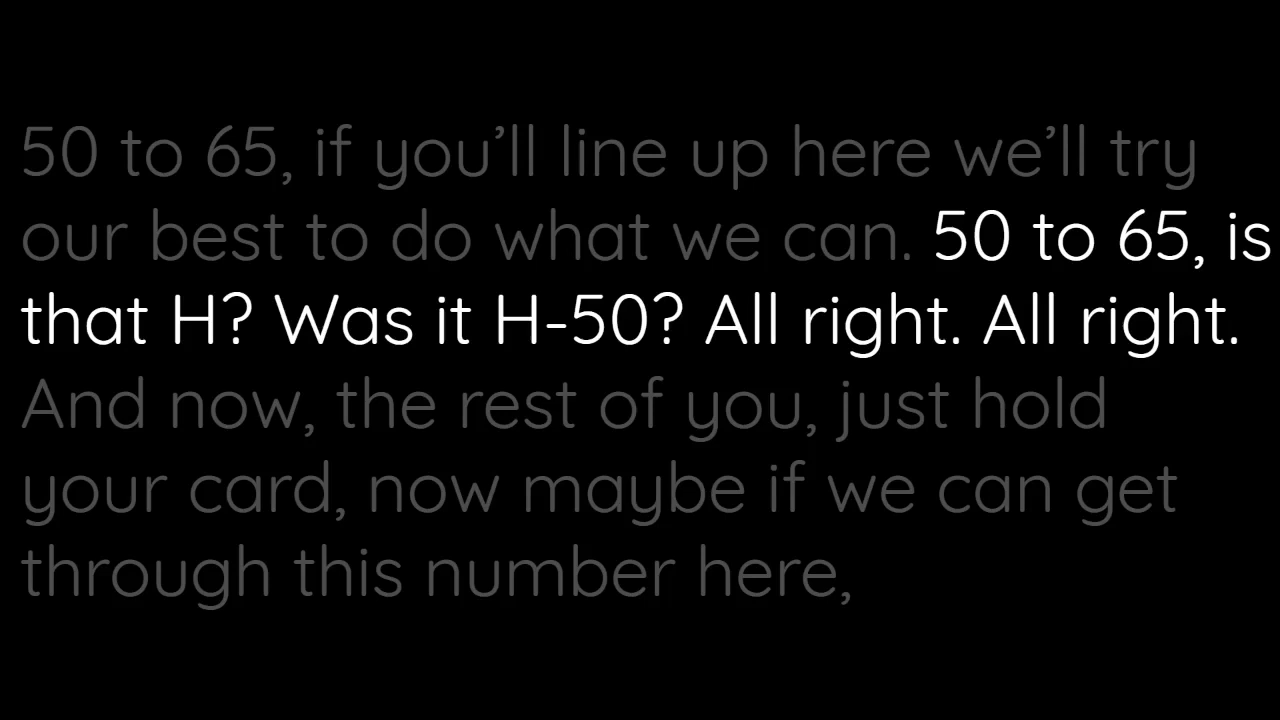 50 to 65, if you’ll line up here we’ll try
our best to do what we can. 50 to 65, is
that H? Was it H-50? All right. All right.
And now, the rest of you, just hold
your card, now maybe if we can get
through this number here,